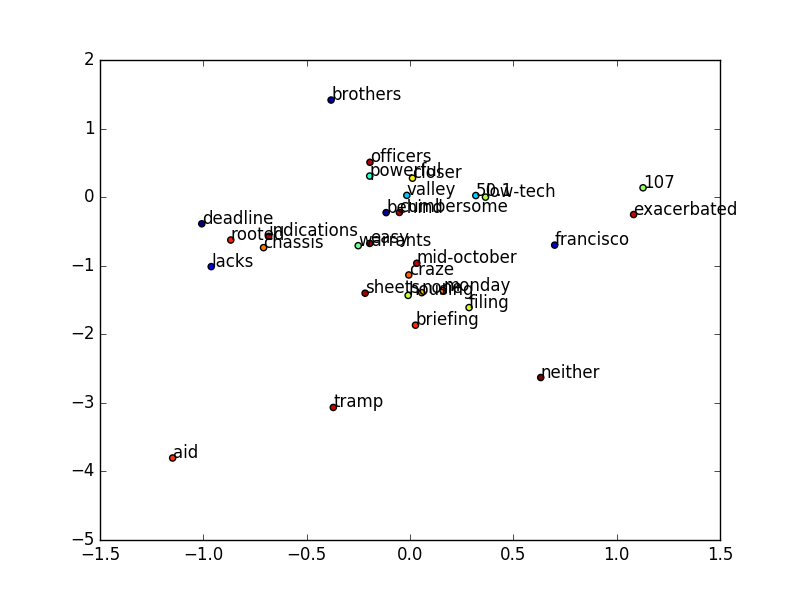 2
brothers
1
officers
powerful
closer
107
valley
50.1
low-tech
0
behind
cumbersome
exacerbated
deadline
rooted
indications
easy
francisco
chassis
warrants
lacks
mid-october
−1
craze
sheets
housing
none
monday
filing
briefing
−2
neither
tramp
−3
aid
−4
−5
−1.5
−1.0
−0.5
0.0
0.5
1.0
1.5